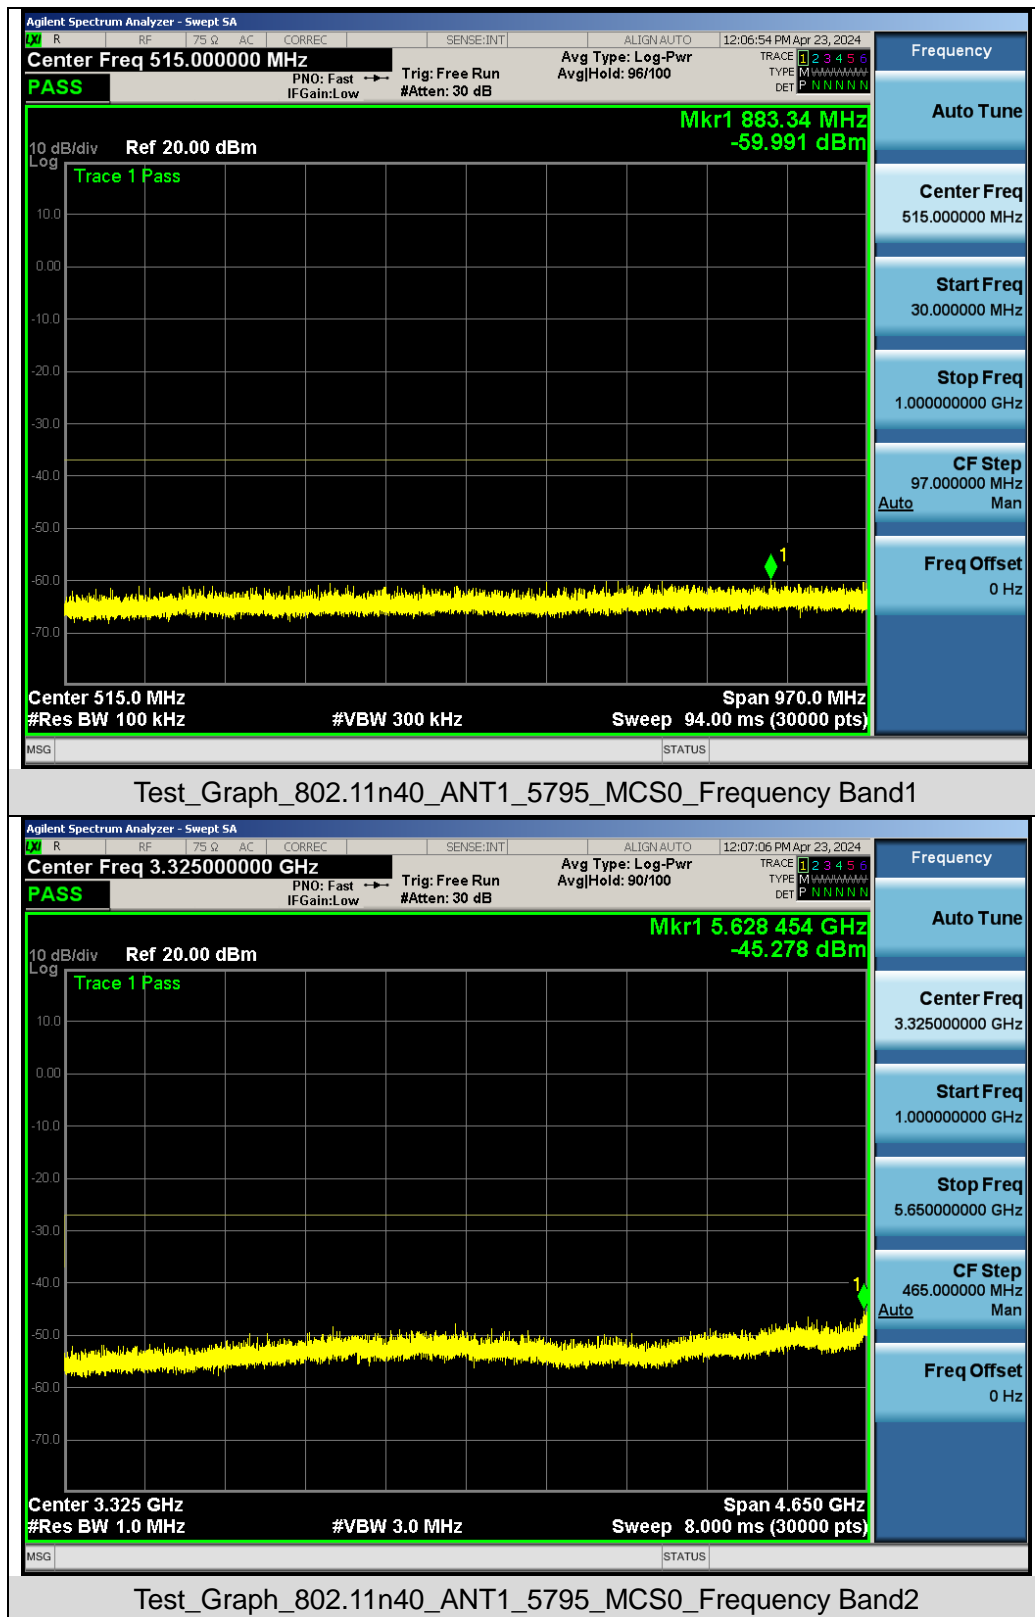 Agilent Spectrum Analyzer - Swept SA
LXI R RF 75 Ω AC CORREC SENSE:INT ALIGN AUTO 12:06:54 PM Apr 23, 2024
Center Freq 515.000000 MHz
PASS
PNO: Fast
IFGain:Low
Trig: Free Run
#Atten: 30 dB
Avg Type: Log-Pwr
Avg|Hold: 96/100
TRACE 1 2 3 4 5 6
TYPE M
DET P N N N N N
Mkr1 883.34 MHz
-59.991 dBm
10 dB/div Ref 20.00 dBm
Log
Trace 1 Pass
10.0
0.00
-10.0
-20.0
-30.0
-40.0
-50.0
1
-60.0
-70.0
Center 515.0 MHz Span 970.0 MHz
#Res BW 100 kHz #VBW 300 kHz Sweep 94.00 ms (30000 pts)
MSG STATUS
Frequency
Auto Tune
Center Freq
515.000000 MHz
Start Freq
30.000000 MHz
Stop Freq
1.000000000 GHz
CF Step
97.000000 MHz
Auto Man
Freq Offset
0 Hz
Test_Graph_802.11n40_ANT1_5795_MCS0_Frequency Band1
Agilent Spectrum Analyzer - Swept SA
LXI R RF 75 Ω AC CORREC SENSE:INT ALIGN AUTO 12:07:06 PM Apr 23, 2024
Center Freq 3.325000000 GHz
PASS
PNO: Fast
IFGain:Low
Trig: Free Run
#Atten: 30 dB
Avg Type: Log-Pwr
Avg|Hold: 90/100
TRACE 1 2 3 4 5 6
TYPE M
DET P N N N N N
Mkr1 5.628 454 GHz
-45.278 dBm
10 dB/div Ref 20.00 dBm
Log
Trace 1 Pass
10.0
0.00
-10.0
-20.0
-30.0
-40.0
1
-50.0
-60.0
-70.0
Center 3.325 GHz Span 4.650 GHz
#Res BW 1.0 MHz #VBW 3.0 MHz Sweep 8.000 ms (30000 pts)
MSG STATUS
Frequency
Auto Tune
Center Freq
3.325000000 GHz
Start Freq
1.000000000 GHz
Stop Freq
5.650000000 GHz
CF Step
465.000000 MHz
Auto Man
Freq Offset
0 Hz
Test_Graph_802.11n40_ANT1_5795_MCS0_Frequency Band2